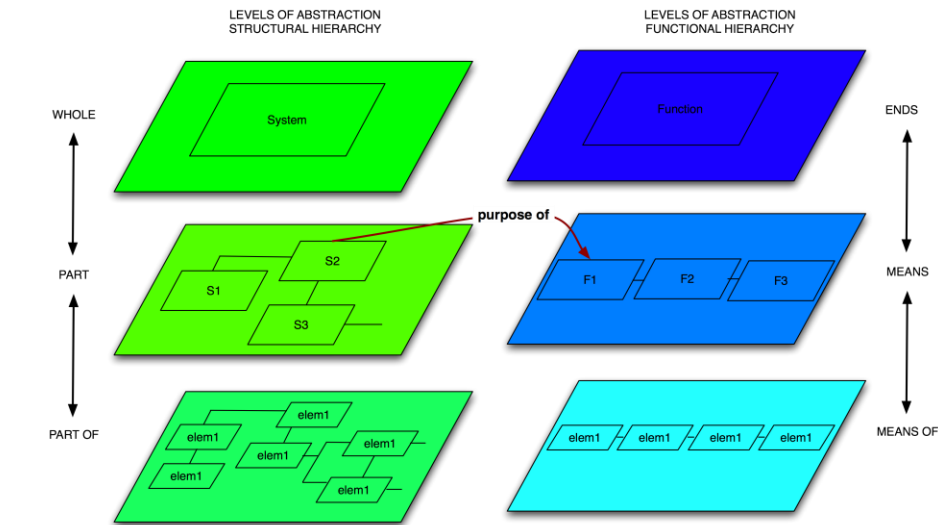 LEVELS OF ABSTRACTION
STRUCTURAL HIERARCHY
LEVELS OF ABSTRACTION
FUNCTIONAL HIERARCHY
WHOLE
System
Function
ENDS
purpose of
PART
S1
S2
S3
F1
F2
F3
MEANS
PART OF
elem1
elem1
elem1
elem1
elem1
elem1
elem1
elem1
elem1
elem1
MEANS OF